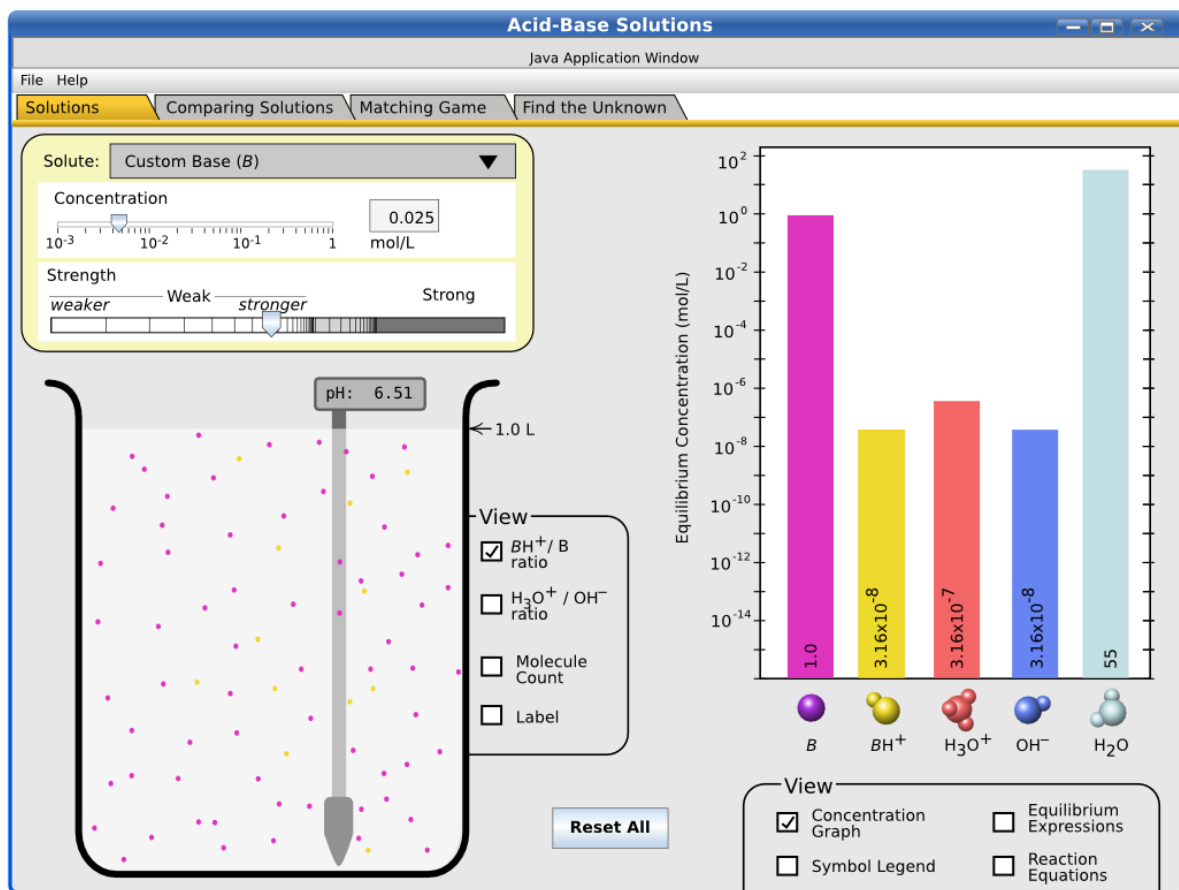 Acid-Base Solutions
Java Application Window
File Help
Solutions
Comparing Solutions
Matching Game
Find the Unknown
Solute:
Custom Base (B)
Concentration
0.025
mol/L
10⁻³
10⁻²
10⁻¹
1
Strength
weaker
Weak
stronger
Strong
pH: 6.51
1.0 L
View
BH⁺/ B
ratio
H₃O⁺ / OH⁻
ratio
Molecule
Count
Label
Reset All
Equilibrium Concentration (mol/L)
10²
10⁰
10⁻²
10⁻⁴
10⁻⁶
10⁻⁸
10⁻¹⁰
10⁻¹²
10⁻¹⁴
1.0
3.16x10⁻⁸
3.16x10⁻⁷
3.16x10⁻⁸
55
B
BH⁺
H₃O⁺
OH⁻
H₂O
View
Concentration
Graph
Equilibrium
Expressions
Symbol Legend
Reaction
Equations